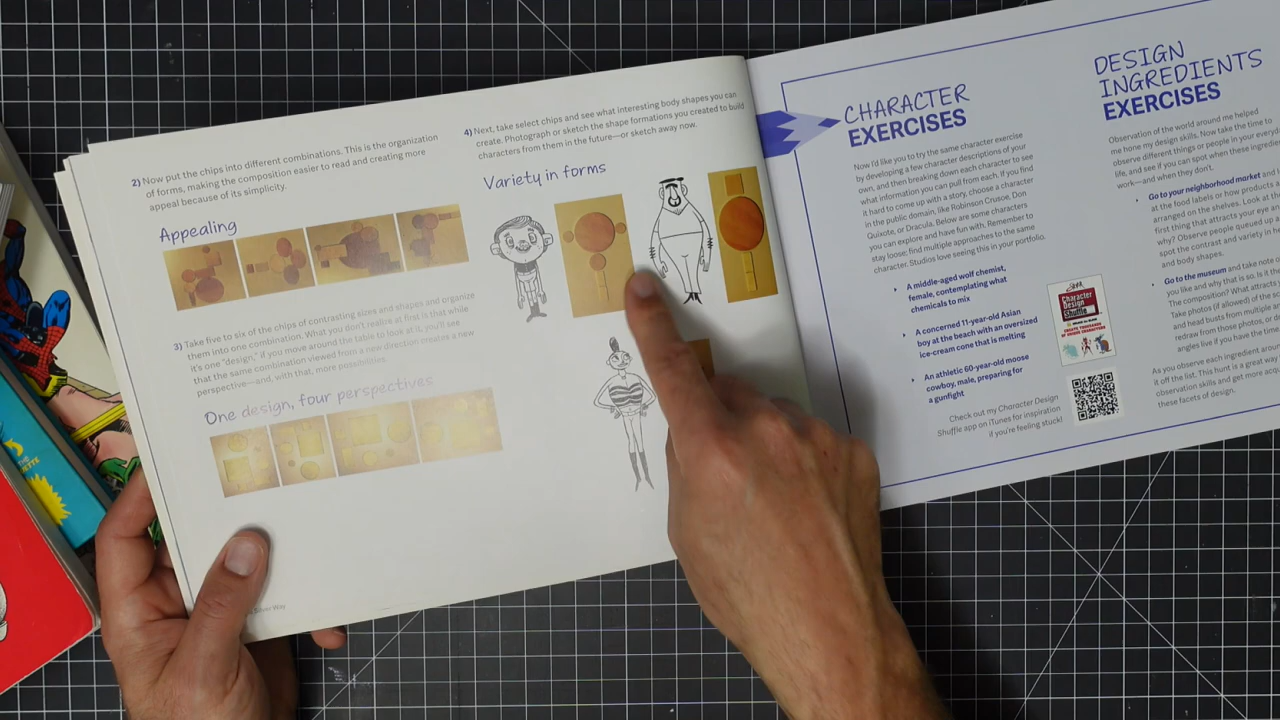 2) Now put the chips into different combinations. This is the organization
of forms, making the composition easier to read and creating more
appeal because of its simplicity.
Appealing
3) Take five to six of the chips of contrasting sizes and shapes and organize
them into one combination. What you don't realize at first is that while
it's one "design," if you move around the table to look at it, you'll see
that the same combination viewed from a new direction creates a new
perspective—and, with that, more possibilities.
One design, four perspectives
Silver Way
4) Next, take select chips and see what interesting body shapes you can
create. Photograph or sketch the shape formations you created to build
characters from them in the future—or sketch away now.
Variety in forms
CHARACTER
EXERCISES
Now I'd like you to try the same character exercise
by developing a few character descriptions of your
own, and then breaking down each character to see
what information you can pull from each. If you find
it hard to come up with a story, choose a character
in the public domain, like Robinson Crusoe, Don
Quixote, or Dracula. Below are some characters
you can explore and have fun with. Remember to
stay loose; find multiple approaches to the same
character. Studios love seeing this in your portfolio.
• A middle-aged wolf chemist,
female, contemplating what
chemicals to mix
• A concerned 11-year-old Asian
boy at the beach with an oversized
ice-cream cone that is melting
• An athletic 60-year-old moose
cowboy, male, preparing for
a gunfight
Check out my Character Design
Shuffle app on iTunes for inspiration
if you're feeling stuck!
Character
Design
Shuffle
DESIGN
INGREDIENTS
EXERCISES
Observation of the world around me helped
me hone my design skills. Now take the time to
observe different things or people in your every
life, and see if you can spot when these ingredie
work—and when they don't.
• Go to your neighborhood market and
at the food labels or how products a
arranged on the shelves. Look at th
first thing that attracts your eye an
why? Observe people queued up a
spot the contrast and variety in he
and body shapes.
• Go to the museum and take note o
you like and why that is so. Is it th
The composition? What attracts
Take photos (if allowed) of the s
and head busts from multiple a
redraw from those photos, or
angles live if you have the tim
As you observe each ingredient aroun
it off the list. This hunt is a great way
observation skills and get more acqu
these facets of design.